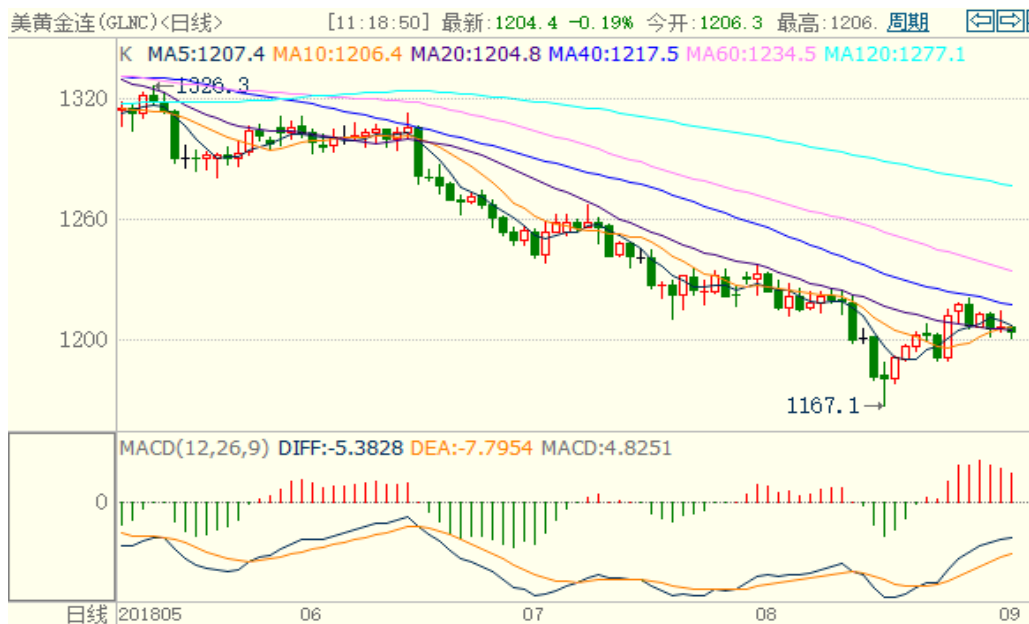 美黄金连(GLNC)<日线> [11:18:50] 最新:1204.4 -0.19% 今开:1206.3 最高:1206. 周期
K MA5:1207.4 MA10:1206.4 MA20:1204.8 MA40:1217.5 MA60:1234.5 MA120:1277.1
1326.3
1320
1260
1200
1167.1
MACD(12,26,9) DIFF:-5.3828 DEA:-7.7954 MACD:4.8251
0
日线 201805 06 07 08 09